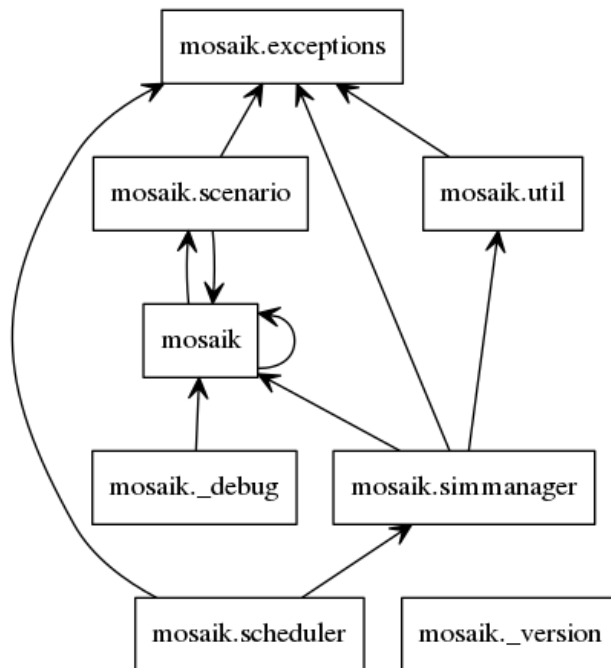 mosaik.exceptions
mosaik.scenario
mosaik.util
mosaik
mosaik._debug
mosaik.simmanager
mosaik.scheduler
mosaik._version